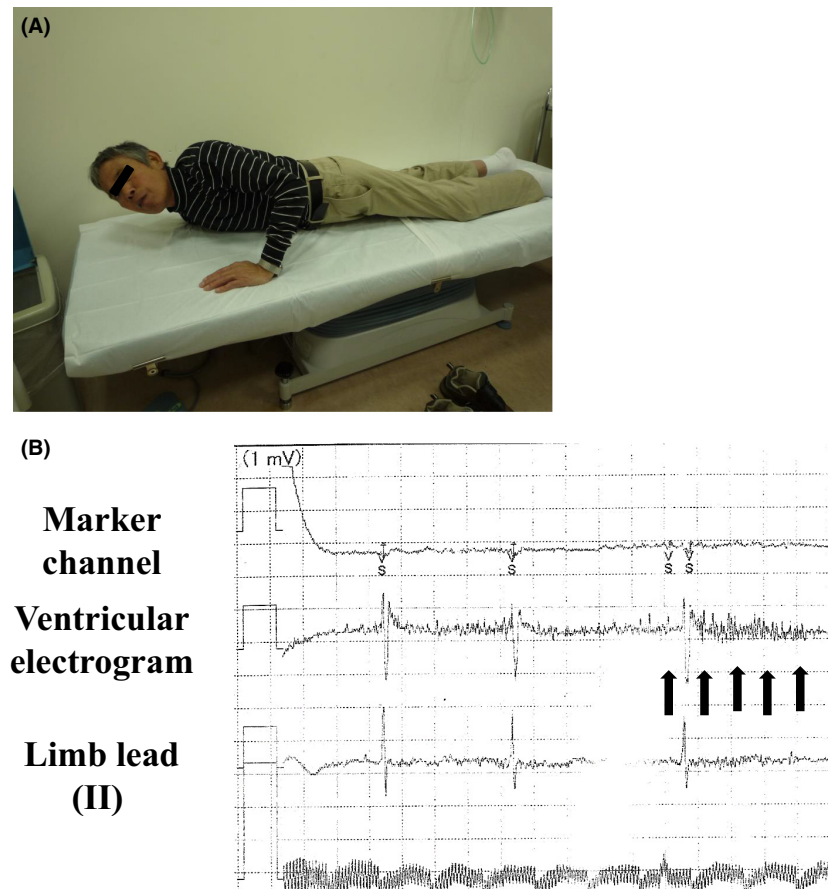 (A)
(B)
(1 mV)
Marker
channel
V V V V
S S S S
Ventricular
electrogram
Limb lead
(II)